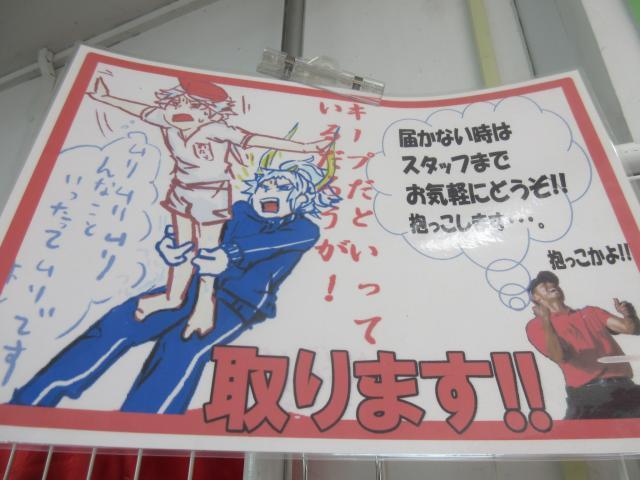 キープだといって
いるだろうが!
ムリムリムリ
んなこと
いったってムリです
届かない時は
スタッフまで
お気軽にどうぞ!!
抱っこします…。
抱っこかよ!!
取ります!!